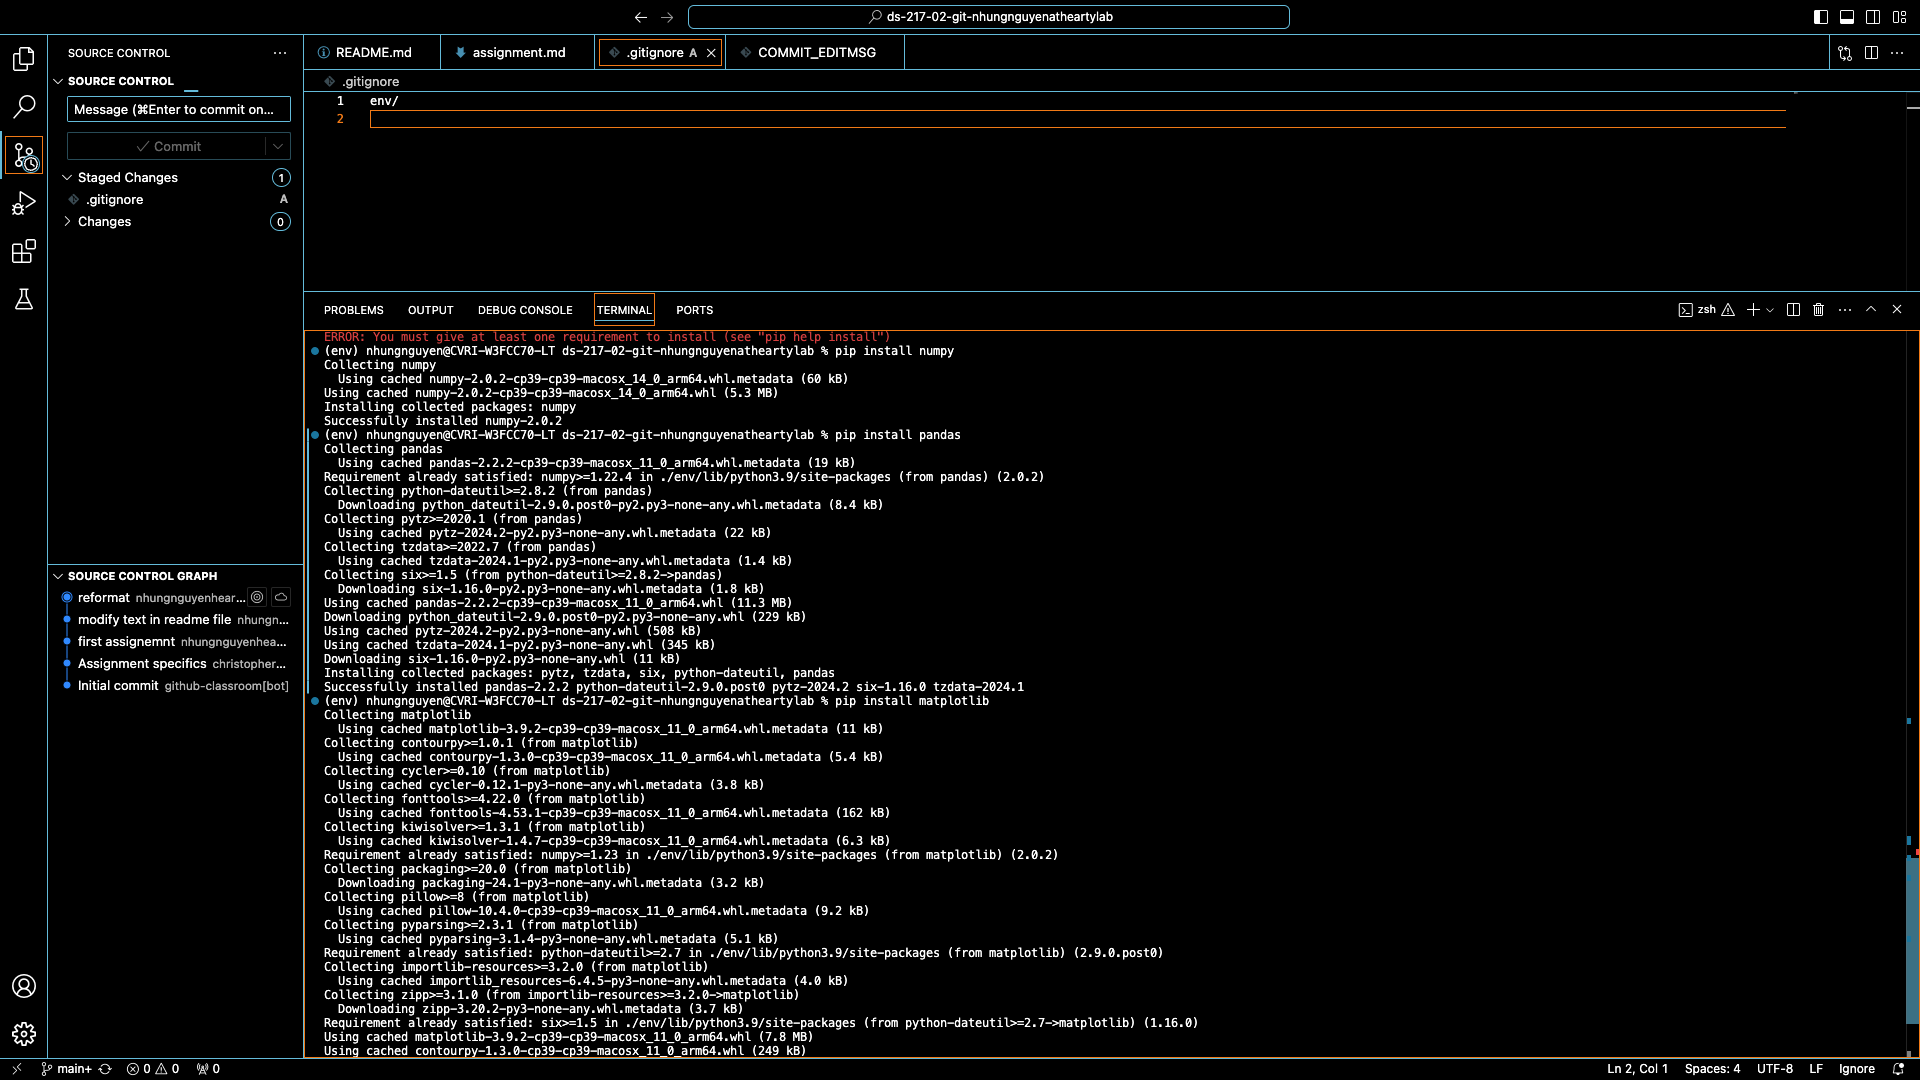 ds-217-02-git-nhungnguyenatheartylab
SOURCE CONTROL
SOURCE CONTROL
Message (⌘Enter to commit on...
Commit
Staged Changes 1
.gitignore A
Changes 0
SOURCE CONTROL GRAPH
reformat nhungnguyenhear...
modify text in readme file nhungn...
first assignemnt nhungnguyenhea...
Assignment specifics christopher...
Initial commit github-classroom[bot]
README.md
assignment.md
.gitignore A
COMMIT_EDITMSG
.gitignore
1 env/
2
PROBLEMS OUTPUT DEBUG CONSOLE TERMINAL PORTS
zsh
ERROR: You must give at least one requirement to install (see "pip help install")
(env) nhungnguyen@CVRI-W3FCC70-LT ds-217-02-git-nhungnguyenatheartylab % pip install numpy
Collecting numpy
Using cached numpy-2.0.2-cp39-cp39-macosx_14_0_arm64.whl.metadata (60 kB)
Using cached numpy-2.0.2-cp39-cp39-macosx_14_0_arm64.whl (5.3 MB)
Installing collected packages: numpy
Successfully installed numpy-2.0.2
(env) nhungnguyen@CVRI-W3FCC70-LT ds-217-02-git-nhungnguyenatheartylab % pip install pandas
Collecting pandas
Using cached pandas-2.2.2-cp39-cp39-macosx_11_0_arm64.whl.metadata (19 kB)
Requirement already satisfied: numpy>=1.22.4 in ./env/lib/python3.9/site-packages (from pandas) (2.0.2)
Collecting python-dateutil>=2.8.2 (from pandas)
Downloading python_dateutil-2.9.0.post0-py2.py3-none-any.whl.metadata (8.4 kB)
Collecting pytz>=2020.1 (from pandas)
Using cached pytz-2024.2-py2.py3-none-any.whl.metadata (22 kB)
Collecting tzdata>=2022.7 (from pandas)
Using cached tzdata-2024.1-py2.py3-none-any.whl.metadata (1.4 kB)
Collecting six>=1.5 (from python-dateutil>=2.8.2->pandas)
Downloading six-1.16.0-py2.py3-none-any.whl.metadata (1.8 kB)
Using cached pandas-2.2.2-cp39-cp39-macosx_11_0_arm64.whl (11.3 MB)
Downloading python_dateutil-2.9.0.post0-py2.py3-none-any.whl (229 kB)
Using cached pytz-2024.2-py2.py3-none-any.whl (508 kB)
Using cached tzdata-2024.1-py2.py3-none-any.whl (345 kB)
Downloading six-1.16.0-py2.py3-none-any.whl (11 kB)
Installing collected packages: pytz, tzdata, six, python-dateutil, pandas
Successfully installed pandas-2.2.2 python-dateutil-2.9.0.post0 pytz-2024.2 six-1.16.0 tzdata-2024.1
(env) nhungnguyen@CVRI-W3FCC70-LT ds-217-02-git-nhungnguyenatheartylab % pip install matplotlib
Collecting matplotlib
Using cached matplotlib-3.9.2-cp39-cp39-macosx_11_0_arm64.whl.metadata (11 kB)
Collecting contourpy>=1.0.1 (from matplotlib)
Using cached contourpy-1.3.0-cp39-cp39-macosx_11_0_arm64.whl.metadata (5.4 kB)
Collecting cycler>=0.10 (from matplotlib)
Using cached cycler-0.12.1-py3-none-any.whl.metadata (3.8 kB)
Collecting fonttools>=4.22.0 (from matplotlib)
Using cached fonttools-4.53.1-cp39-cp39-macosx_11_0_arm64.whl.metadata (162 kB)
Collecting kiwisolver>=1.3.1 (from matplotlib)
Using cached kiwisolver-1.4.7-cp39-cp39-macosx_11_0_arm64.whl.metadata (6.3 kB)
Requirement already satisfied: numpy>=1.23 in ./env/lib/python3.9/site-packages (from matplotlib) (2.0.2)
Collecting packaging>=20.0 (from matplotlib)
Downloading packaging-24.1-py3-none-any.whl.metadata (3.2 kB)
Collecting pillow>=8 (from matplotlib)
Using cached pillow-10.4.0-cp39-cp39-macosx_11_0_arm64.whl.metadata (9.2 kB)
Collecting pyparsing>=2.3.1 (from matplotlib)
Using cached pyparsing-3.1.4-py3-none-any.whl.metadata (5.1 kB)
Requirement already satisfied: python-dateutil>=2.7 in ./env/lib/python3.9/site-packages (from matplotlib) (2.9.0.post0)
Collecting importlib-resources>=3.2.0 (from matplotlib)
Using cached importlib_resources-6.4.5-py3-none-any.whl.metadata (4.0 kB)
Collecting zipp>=3.1.0 (from importlib-resources>=3.2.0->matplotlib)
Downloading zipp-3.20.2-py3-none-any.whl.metadata (3.7 kB)
Requirement already satisfied: six>=1.5 in ./env/lib/python3.9/site-packages (from python-dateutil>=2.7->matplotlib) (1.16.0)
Using cached matplotlib-3.9.2-cp39-cp39-macosx_11_0_arm64.whl (7.8 MB)
Using cached contourpy-1.3.0-cp39-cp39-macosx_11_0_arm64.whl (249 kB)
main+ 0 0 0 Ln 2, Col 1 Spaces: 4 UTF-8 LF Ignore